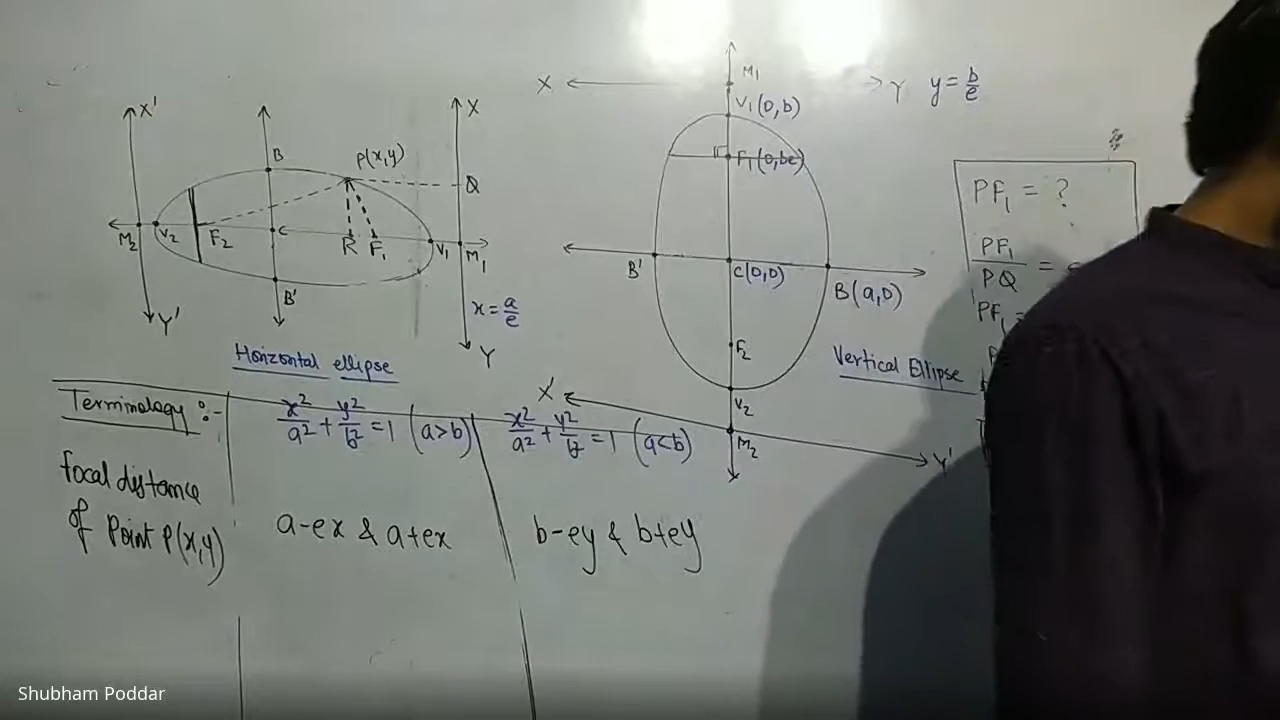 X'
X
B
P(x,y)
Q
M2
V2
F2
C
R
F1
V1
M1
B'
Y'
x = a/e
Y
Horizontal ellipse
M1
X
Y
y = b/e
V1(0,b)
F1(0,be)
B'
C(0,0)
B(a,0)
F2
Vertical Ellipse
X'
V2
M2
Y'
PF1 = ?
PF1/PQ =
PF1 =
Terminology :-
x²/a² + y²/b² = 1 (a>b)
x²/a² + y²/b² = 1 (a<b)
focal distance
of Point P(x,y)
a-ex & a+ex
b-ey & b+ey
Shubham Poddar